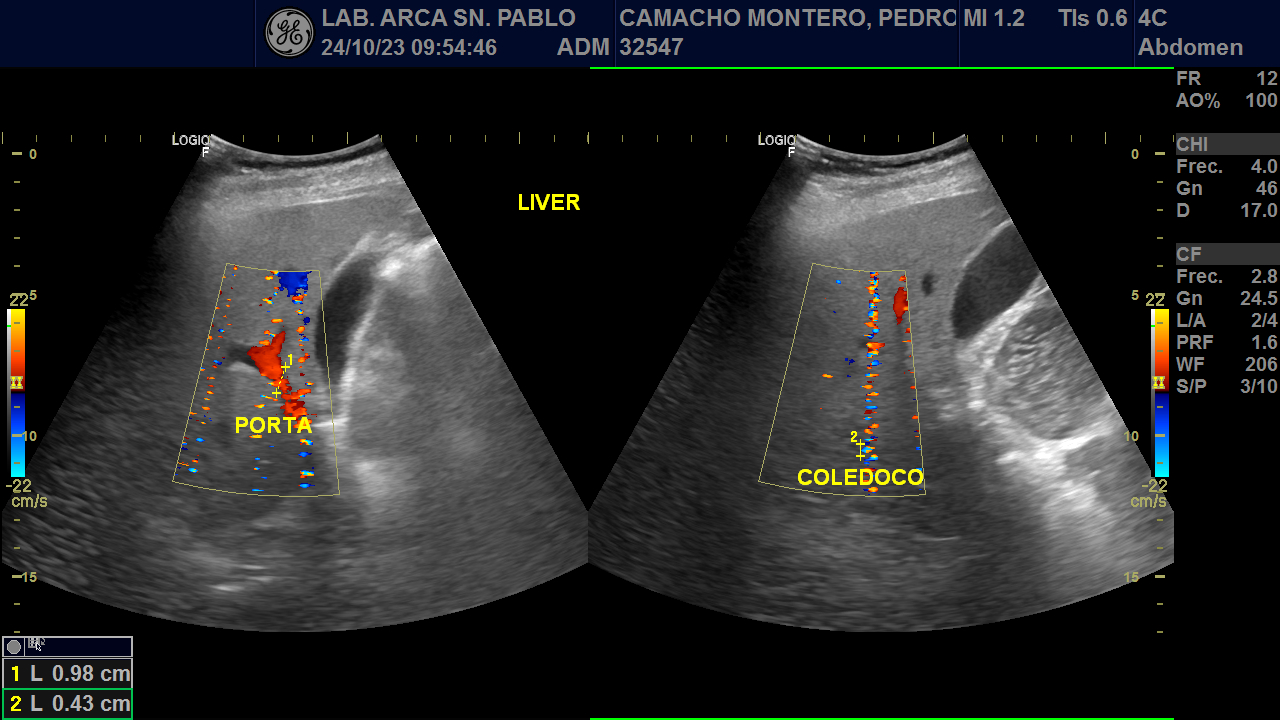 LAB. ARCA SN. PABLO
24/10/23 09:54:46 ADM
CAMACHO MONTERO, PEDRO
32547
MI 1.2 TIs 0.6
4C
Abdomen
FR 12
AO% 100
CHI
Frec. 4.0
Gn 46
D 17.0
CF
Frec. 2.8
Gn 24.5
L/A 2/4
PRF 1.6
WF 206
S/P 3/10
LOGIQ
F
0
5
10
15
22
-22
cm/s
LIVER
1
PORTA
LOGIQ
F
0
5
10
15
22
-22
cm/s
2
COLEDOCO
1 L 0.98 cm
2 L 0.43 cm